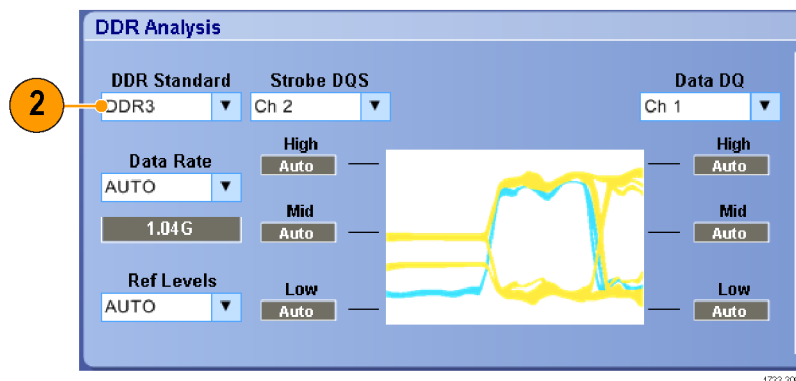 DDR Analysis
DDR Standard Strobe DQS Data DQ
2
DDR3 Ch 2 Ch 1
High High
Data Rate Auto Auto
AUTO
Mid Mid
1.04G Auto Auto
Ref Levels Low Low
AUTO Auto Auto